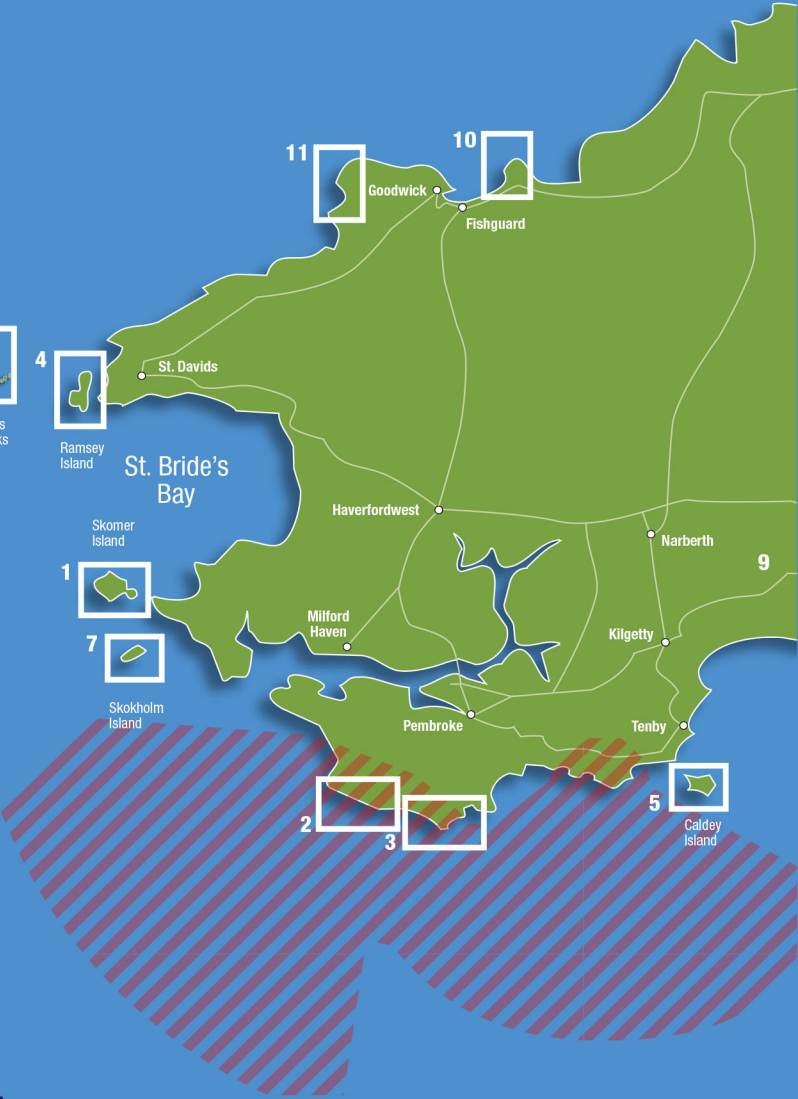 10
11
Goodwick
Fishguard
4
St. Davids
s
ks
Ramsey
Island
St. Bride's
Bay
Skomer
Island
Haverfordwest
Narberth
9
1
Milford
Haven
7
Kilgetty
Skokholm
Island
Pembroke
Tenby
5
2
3
Caldey
Island